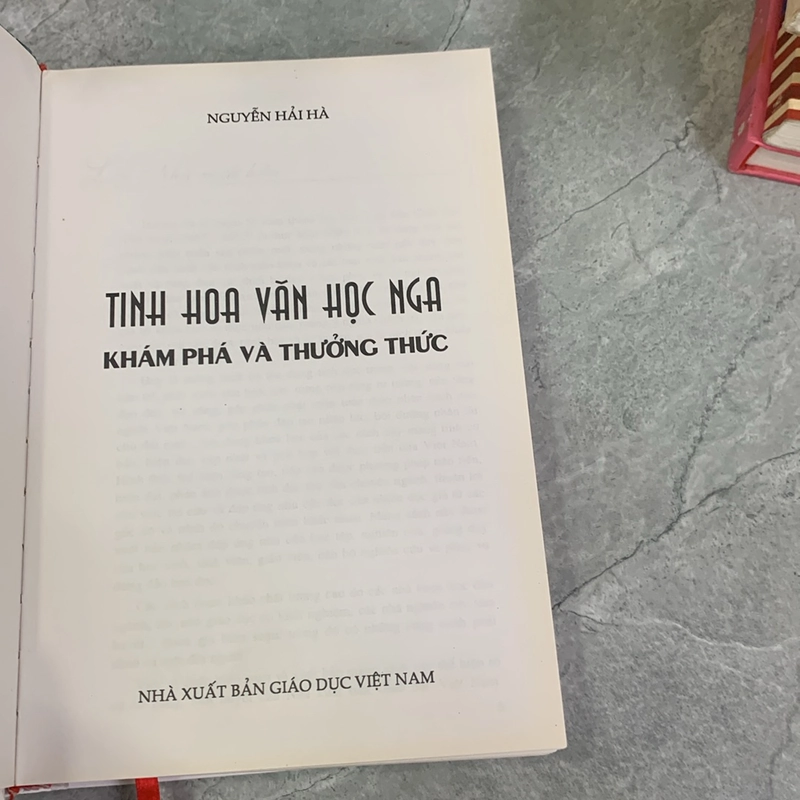 NGUYỄN HẢI HÀ
TINH HOA VĂN HỌC NGA
KHÁM PHÁ VÀ THƯỞNG THỨC
NHÀ XUẤT BẢN GIÁO DỤC VIỆT NAM